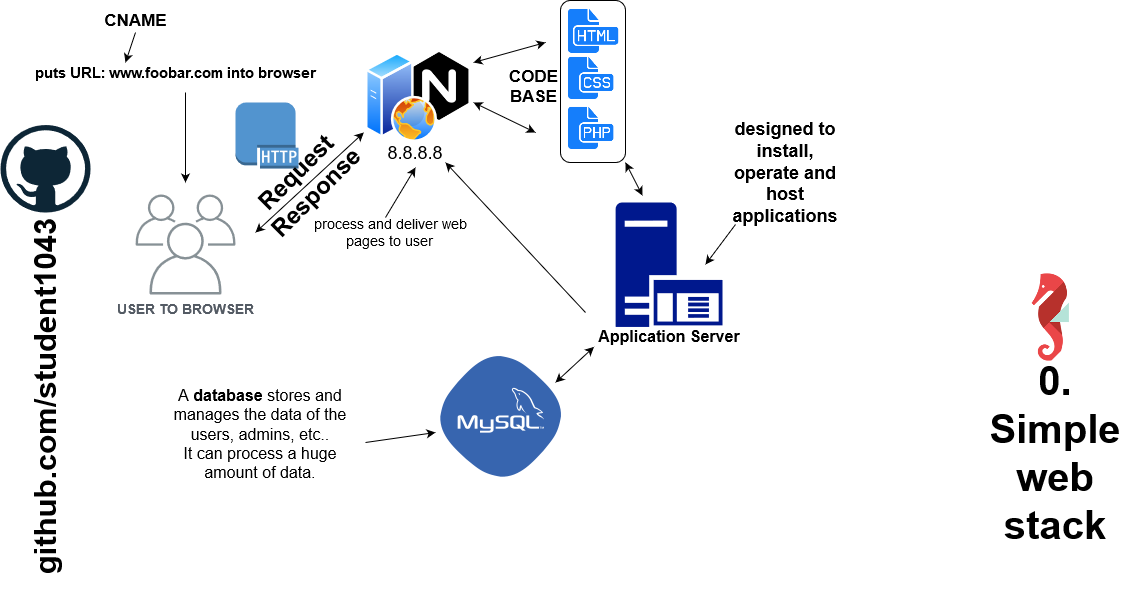 CNAME
puts URL: www.foobar.com into browser
HTTP
Request
Response
USER TO BROWSER
N
8.8.8.8
process and deliver web
pages to user
CODE
BASE
HTML
CSS
PHP
designed to
install,
operate and
host
applications
Application Server
MySQL™
A database stores and
manages the data of the
users, admins, etc..
It can process a huge
amount of data.
github.com/student1043
0.
Simple
web
stack